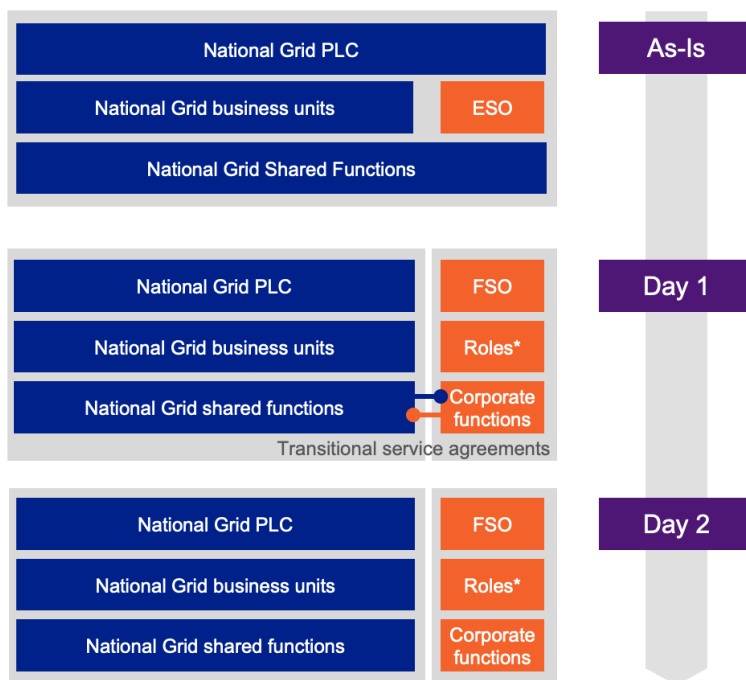 National Grid PLC
As-Is
National Grid business units
ESO
National Grid Shared Functions
National Grid PLC
FSO
Day 1
National Grid business units
Roles*
National Grid shared functions
Corporate
functions
Transitional service agreements
National Grid PLC
FSO
Day 2
National Grid business units
Roles*
National Grid shared functions
Corporate
functions